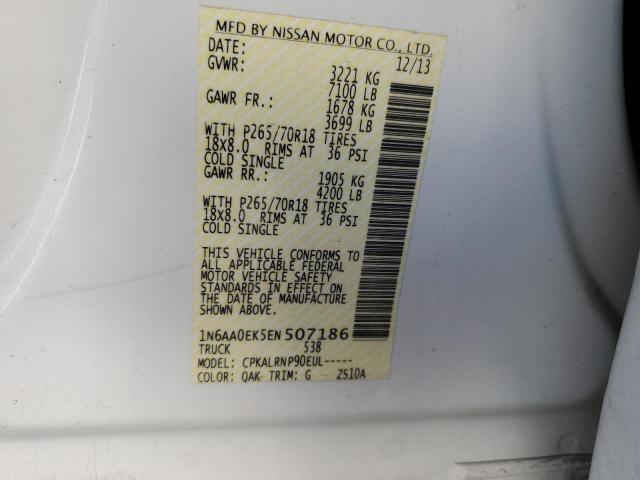 MFD BY NISSAN MOTOR CO., LTD.
DATE: 12/13
GVWR: 3221 KG
7100 LB
GAWR FR.: 1678 KG
3699 LB
WITH P265/70R18 TIRES
18X8.0 RIMS AT 36 PSI
COLD SINGLE
GAWR RR.: 1905 KG
4200 LB
WITH P265/70R18 TIRES
18X8.0 RIMS AT 36 PSI
COLD SINGLE
THIS VEHICLE CONFORMS TO
ALL APPLICABLE FEDERAL
MOTOR VEHICLE SAFETY
STANDARDS IN EFFECT ON
THE DATE OF MANUFACTURE
SHOWN ABOVE.
1N6AA0EK5EN507186
TRUCK 538
MODEL: CPKALRNP90EUL-----
COLOR: QAK TRIM: G ZS10A